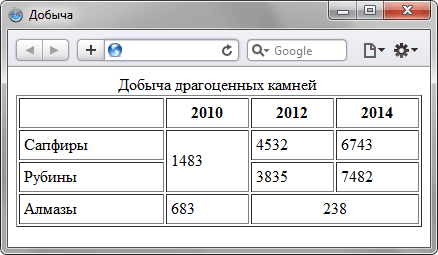 Добыча
Google
Добыча драгоценных камней
2010 2012 2014
Сапфиры 1483 4532 6743
Рубины 3835 7482
Алмазы 683 238